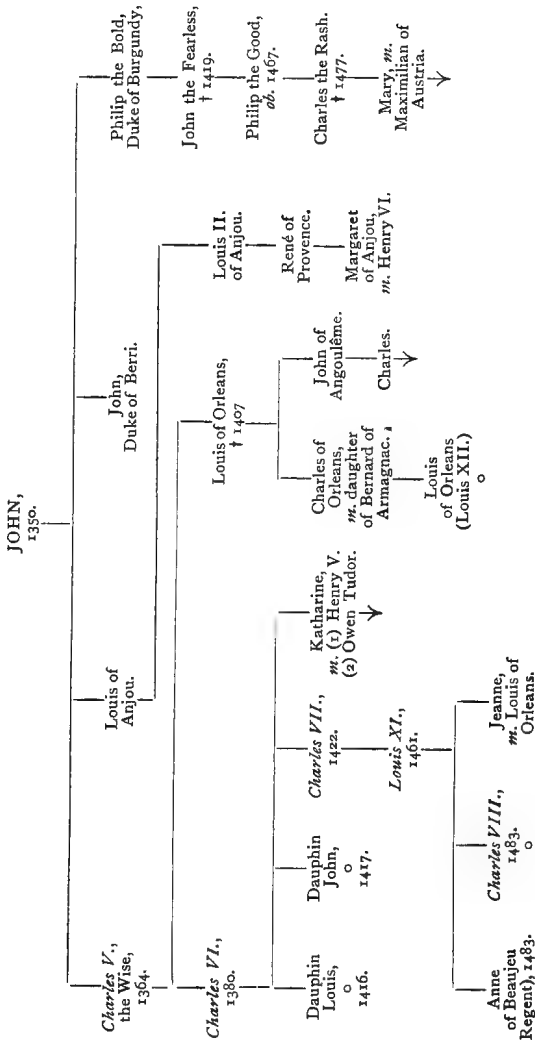 JOHN,
1350.
Charles V.,
the Wise,
1364.
Louis of
Anjou.
John,
Duke of Berri.
Philip the Bold,
Duke of Burgundy,
Charles VI.,
1380.
Louis of Orleans,
† 1407
Louis II.
of Anjou.
John the Fearless,
† 1419.
Dauphin
Louis,
○
1416.
Dauphin
John,
○
1417.
Charles VII.,
1422.
Katharine,
m. (1) Henry V.
(2) Owen Tudor.
Charles of
Orleans,
m. daughter
of Bernard of
Armagnac.
John of
Angoulême.
René of
Provence.
Philip the Good,
ob. 1467.
Louis XI.,
1461.
Louis
of Orleans
(Louis XII.)
○
Charles.
Margaret
of Anjou,
m. Henry VI.
Charles the Rash.
† 1477.
Anne
of Beaujeu
Regent), 1483.
Charles VIII.,
1483.
○
Jeanne,
m. Louis of
Orleans.
Mary, m.
Maximilian of
Austria.